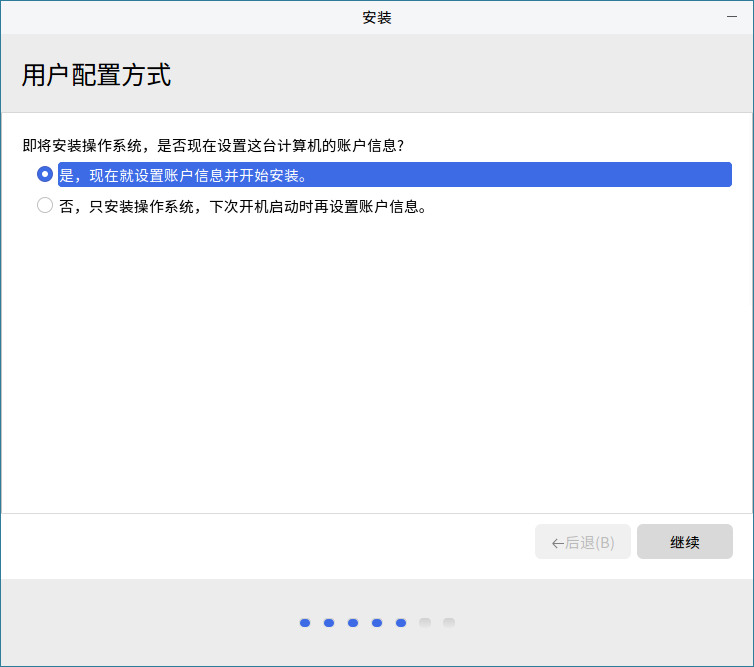 安装
用户配置方式
即将安装操作系统，是否现在设置这台计算机的账户信息?
是，现在就设置账户信息并开始安装。
否，只安装操作系统，下次开机启动时再设置账户信息。
←后退(B)
继续